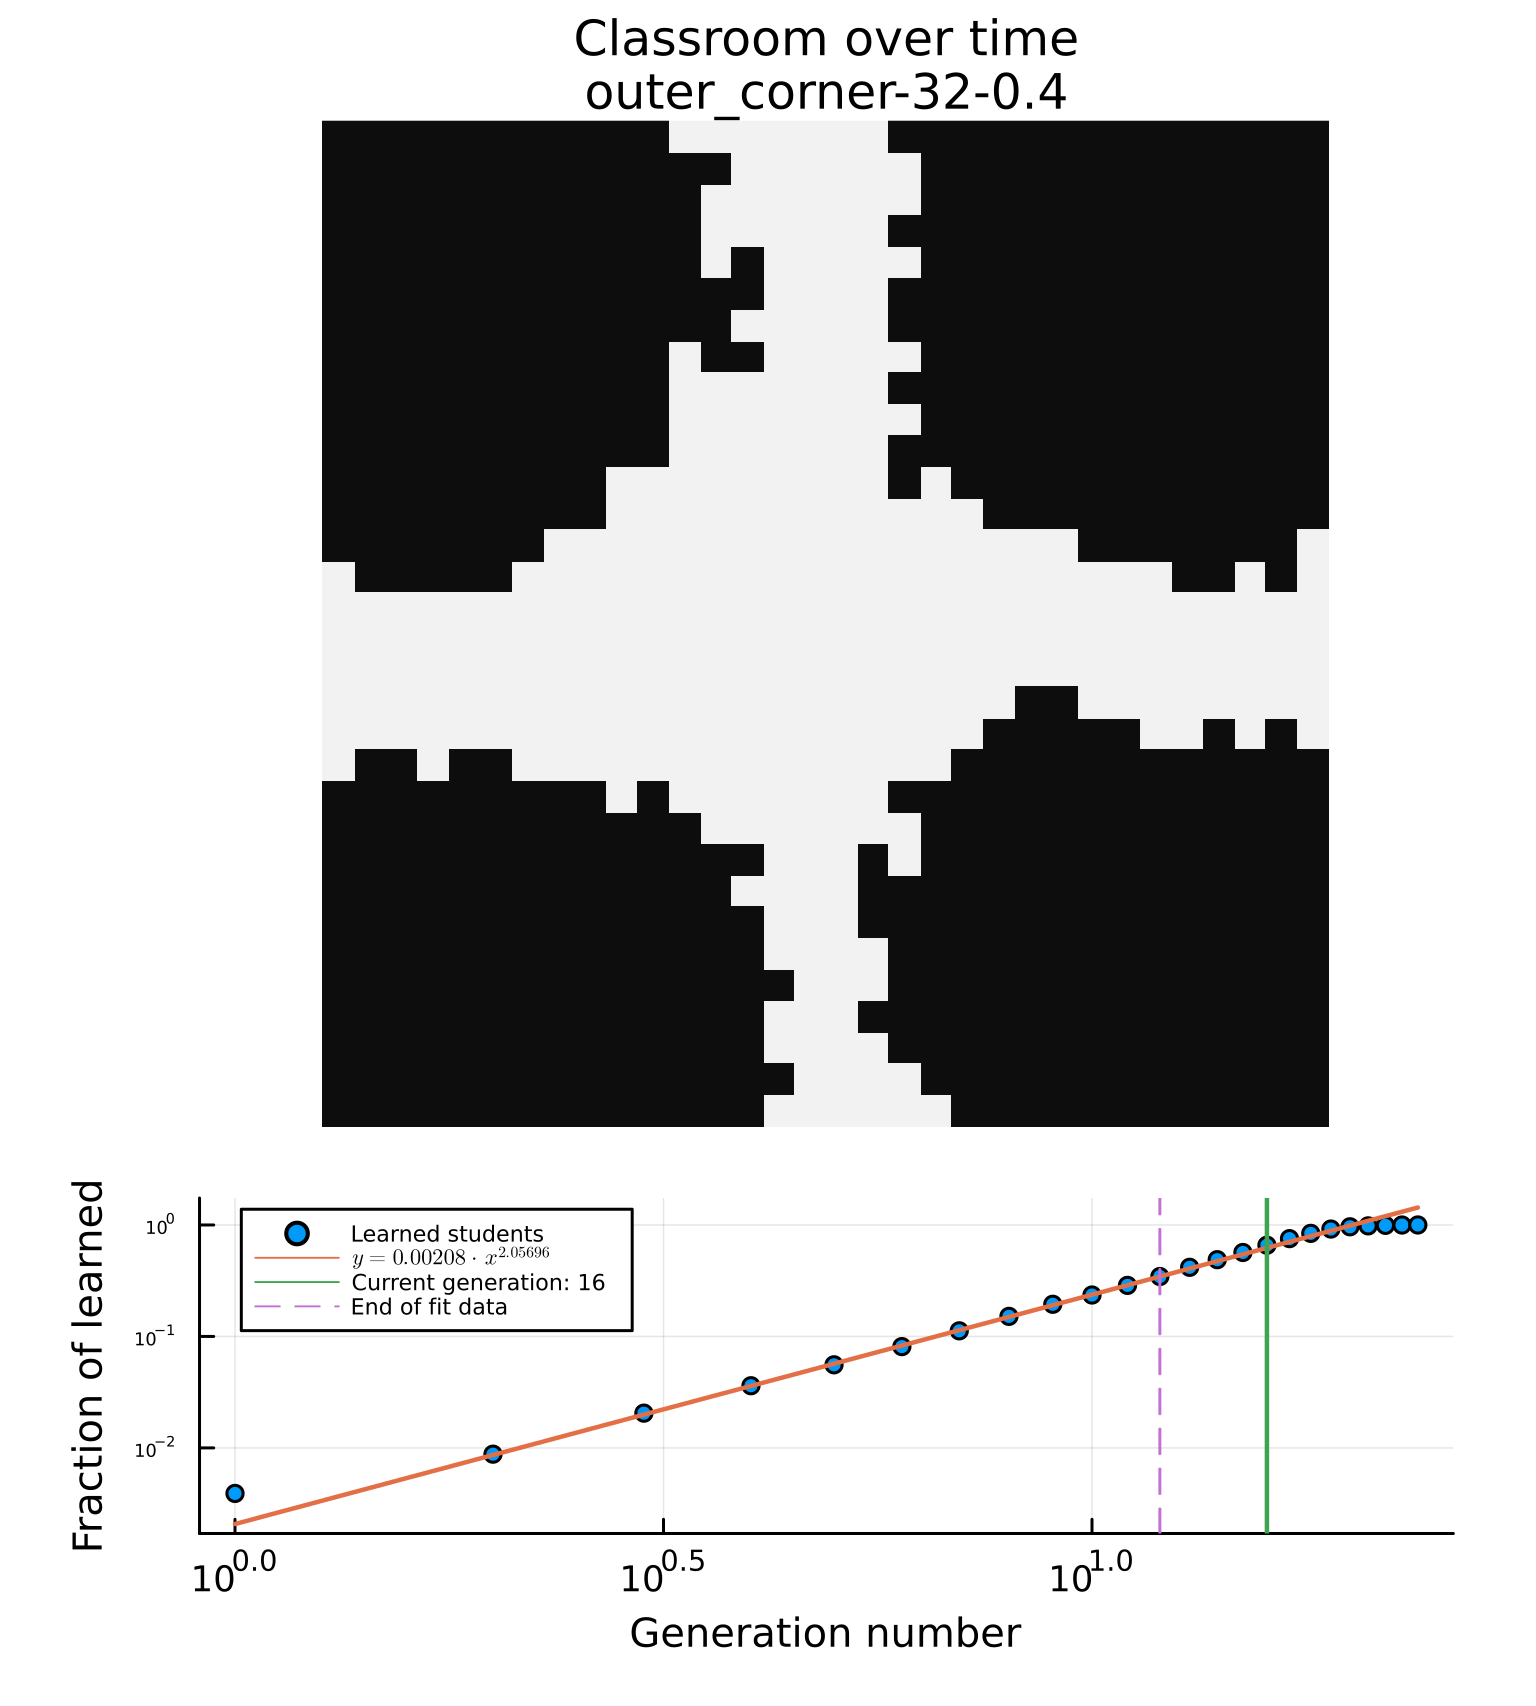 Classroom over time
outer_corner-32-0.4
Fraction of learned
10^0
10^−1
10^−2
Learned students
y = 0.00208 · x^2.05696
Current generation: 16
End of fit data
10^0.0
10^0.5
10^1.0
Generation number